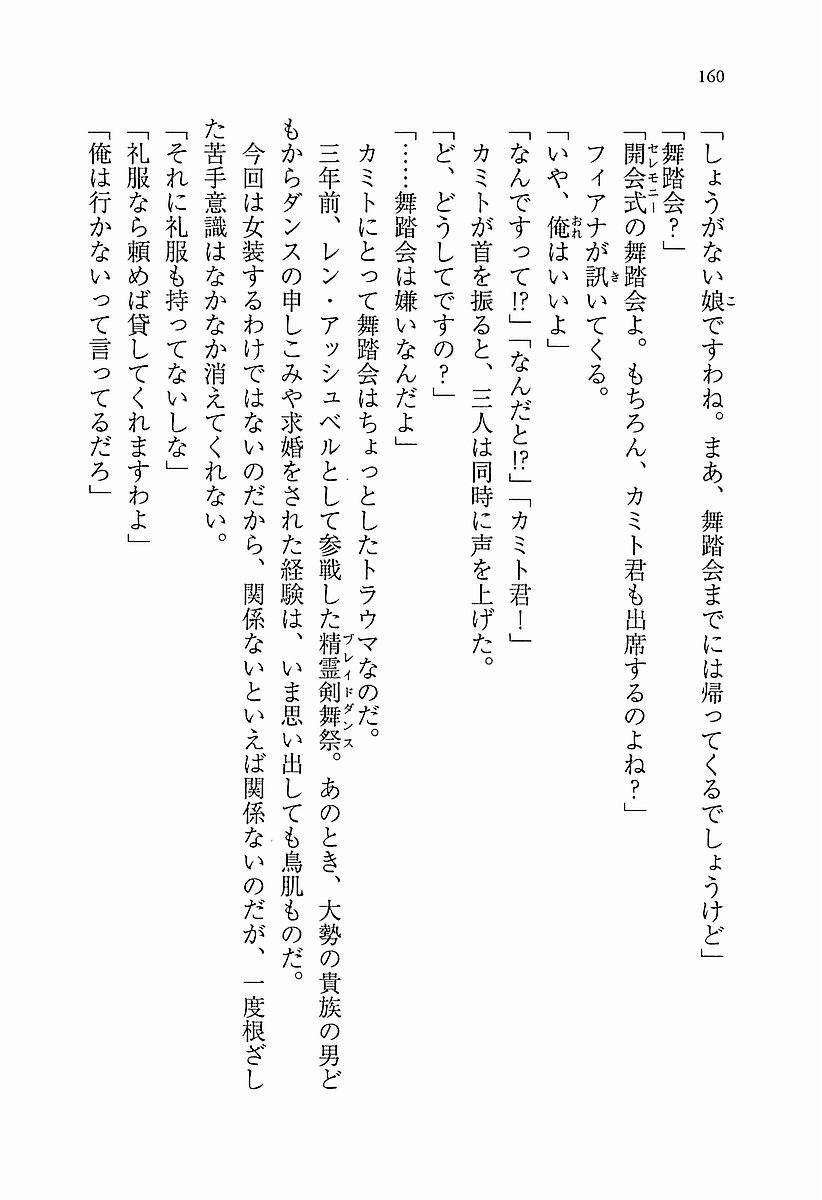 160
「しょうがない娘ですわね。まあ、舞踏会までには帰ってくるでしょうけど」
「舞踏会？」
「開会式の舞踏会よ。もちろん、カミト君も出席するのよね？」
フィアナが訊いてくる。
「いや、俺はいいよ」
「なんですって!?」「なんだと!?」「カミト君！」
カミトが首を振ると、三人は同時に声を上げた。
「ど、どうしてですの？」
「……舞踏会は嫌いなんだよ」
カミトにとって舞踏会はちょっとしたトラウマなのだ。
三年前、レン・アッシュベルとして参戦した精霊剣舞祭。あのとき、大勢の貴族の男ど
もからダンスの申しこみや求婚をされた経験は、いま思い出しても鳥肌ものだ。
今回は女装するわけではないのだから、関係ないといえば関係ないのだが、一度根ざし
た苦手意識はなかなか消えてくれない。
「それに礼服も持ってないしな」
「礼服なら頼めば貸してくれますわよ」
「俺は行かないって言ってるだろ」